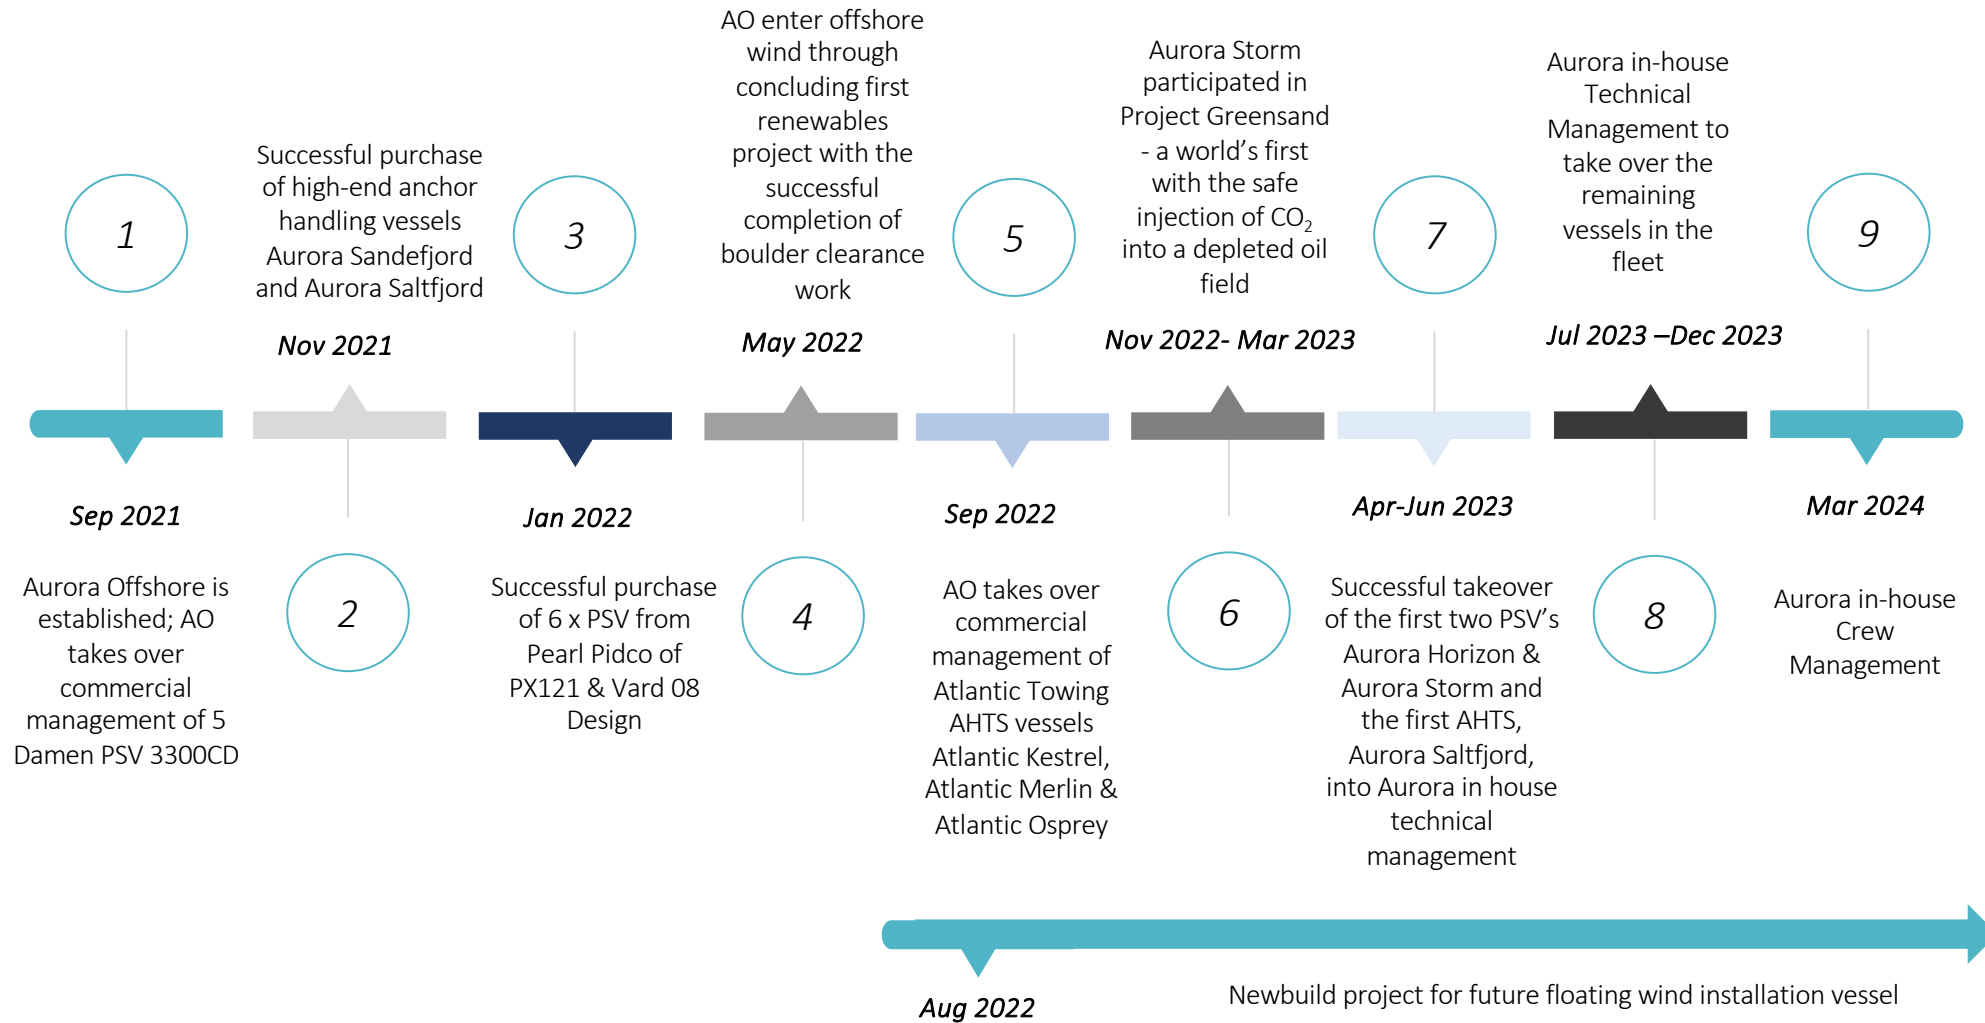 1
Sep 2021
Aurora Offshore is
established; AO
takes over
commercial
management of 5
Damen PSV 3300CD
Successful purchase
of high-end anchor
handling vessels
Aurora Sandefjord
and Aurora Saltfjord
Nov 2021
2
3
Jan 2022
Successful purchase
of 6 x PSV from
Pearl Pidco of
PX121 & Vard 08
Design
AO enter offshore
wind through
concluding first
renewables
project with the
successful
completion of
boulder clearance
work
May 2022
4
5
Sep 2022
AO takes over
commercial
management of
Atlantic Towing
AHTS vessels
Atlantic Kestrel,
Atlantic Merlin &
Atlantic Osprey
Aurora Storm
participated in
Project Greensand
- a world’s first
with the safe
injection of CO₂
into a depleted oil
field
Nov 2022- Mar 2023
6
7
Apr-Jun 2023
Successful takeover
of the first two PSV’s
Aurora Horizon &
Aurora Storm and
the first AHTS,
Aurora Saltfjord,
into Aurora in house
technical
management
Aurora in-house
Technical
Management to
take over the
remaining
vessels in the
fleet
Jul 2023 –Dec 2023
8
9
Mar 2024
Aurora in-house
Crew
Management
Aug 2022
Newbuild project for future floating wind installation vessel